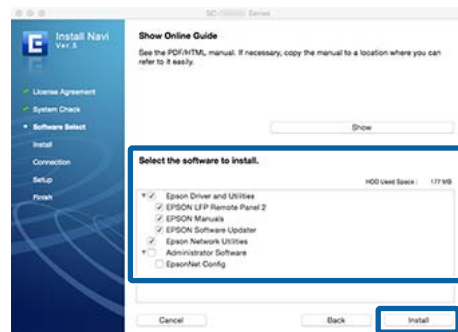 SC- Series
Install Navi
Ver.5
License Agreement
System Check
Software Select
Install
Connection
Setup
Finish
Show Online Guide
See the PDF/HTML manual. If necessary, copy the manual to a location where you can
refer to it easily.
Show
Select the software to install.
HDD Used Space : 177 MB
Epson Driver and Utilities
EPSON LFP Remote Panel 2
EPSON Manuals
EPSON Software Updater
Epson Network Utilities
Administrator Software
EpsonNet Config
Cancel
Back
Install